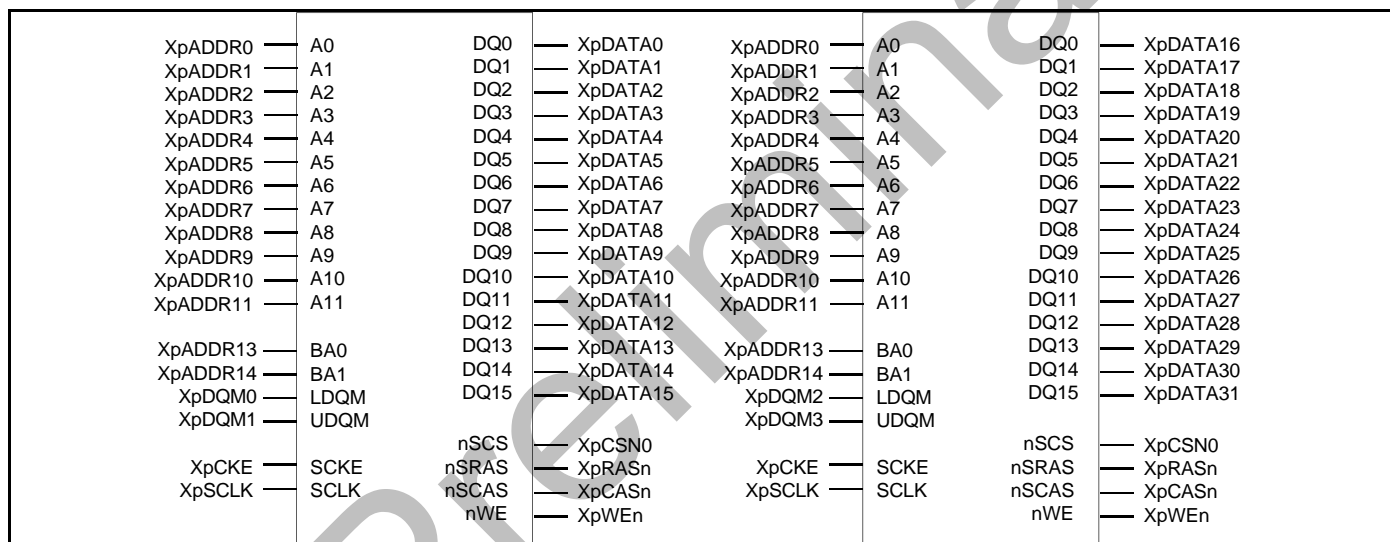 XpADDR0 A0 DQ0 XpDATA0 XpADDR0 A0 DQ0 XpDATA16
XpADDR1 A1 DQ1 XpDATA1 XpADDR1 A1 DQ1 XpDATA17
XpADDR2 A2 DQ2 XpDATA2 XpADDR2 A2 DQ2 XpDATA18
XpADDR3 A3 DQ3 XpDATA3 XpADDR3 A3 DQ3 XpDATA19
XpADDR4 A4 DQ4 XpDATA4 XpADDR4 A4 DQ4 XpDATA20
XpADDR5 A5 DQ5 XpDATA5 XpADDR5 A5 DQ5 XpDATA21
XpADDR6 A6 DQ6 XpDATA6 XpADDR6 A6 DQ6 XpDATA22
XpADDR7 A7 DQ7 XpDATA7 XpADDR7 A7 DQ7 XpDATA23
XpADDR8 A8 DQ8 XpDATA8 XpADDR8 A8 DQ8 XpDATA24
XpADDR9 A9 DQ9 XpDATA9 XpADDR9 A9 DQ9 XpDATA25
XpADDR10 A10 DQ10 XpDATA10 XpADDR10 A10 DQ10 XpDATA26
XpADDR11 A11 DQ11 XpDATA11 XpADDR11 A11 DQ11 XpDATA27
DQ12 XpDATA12 DQ12 XpDATA28
XpADDR13 BA0 DQ13 XpDATA13 XpADDR13 BA0 DQ13 XpDATA29
XpADDR14 BA1 DQ14 XpDATA14 XpADDR14 BA1 DQ14 XpDATA30
XpDQM0 LDQM DQ15 XpDATA15 XpDQM2 LDQM DQ15 XpDATA31
XpDQM1 UDQM XpDQM3 UDQM
nSCS XpCSN0 nSCS XpCSN0
XpCKE SCKE nSRAS XpRASn XpCKE SCKE nSRAS XpRASn
XpSCLK SCLK nSCAS XpCASn XpSCLK SCLK nSCAS XpCASn
nWE XpWEn nWE XpWEn
Prelimina